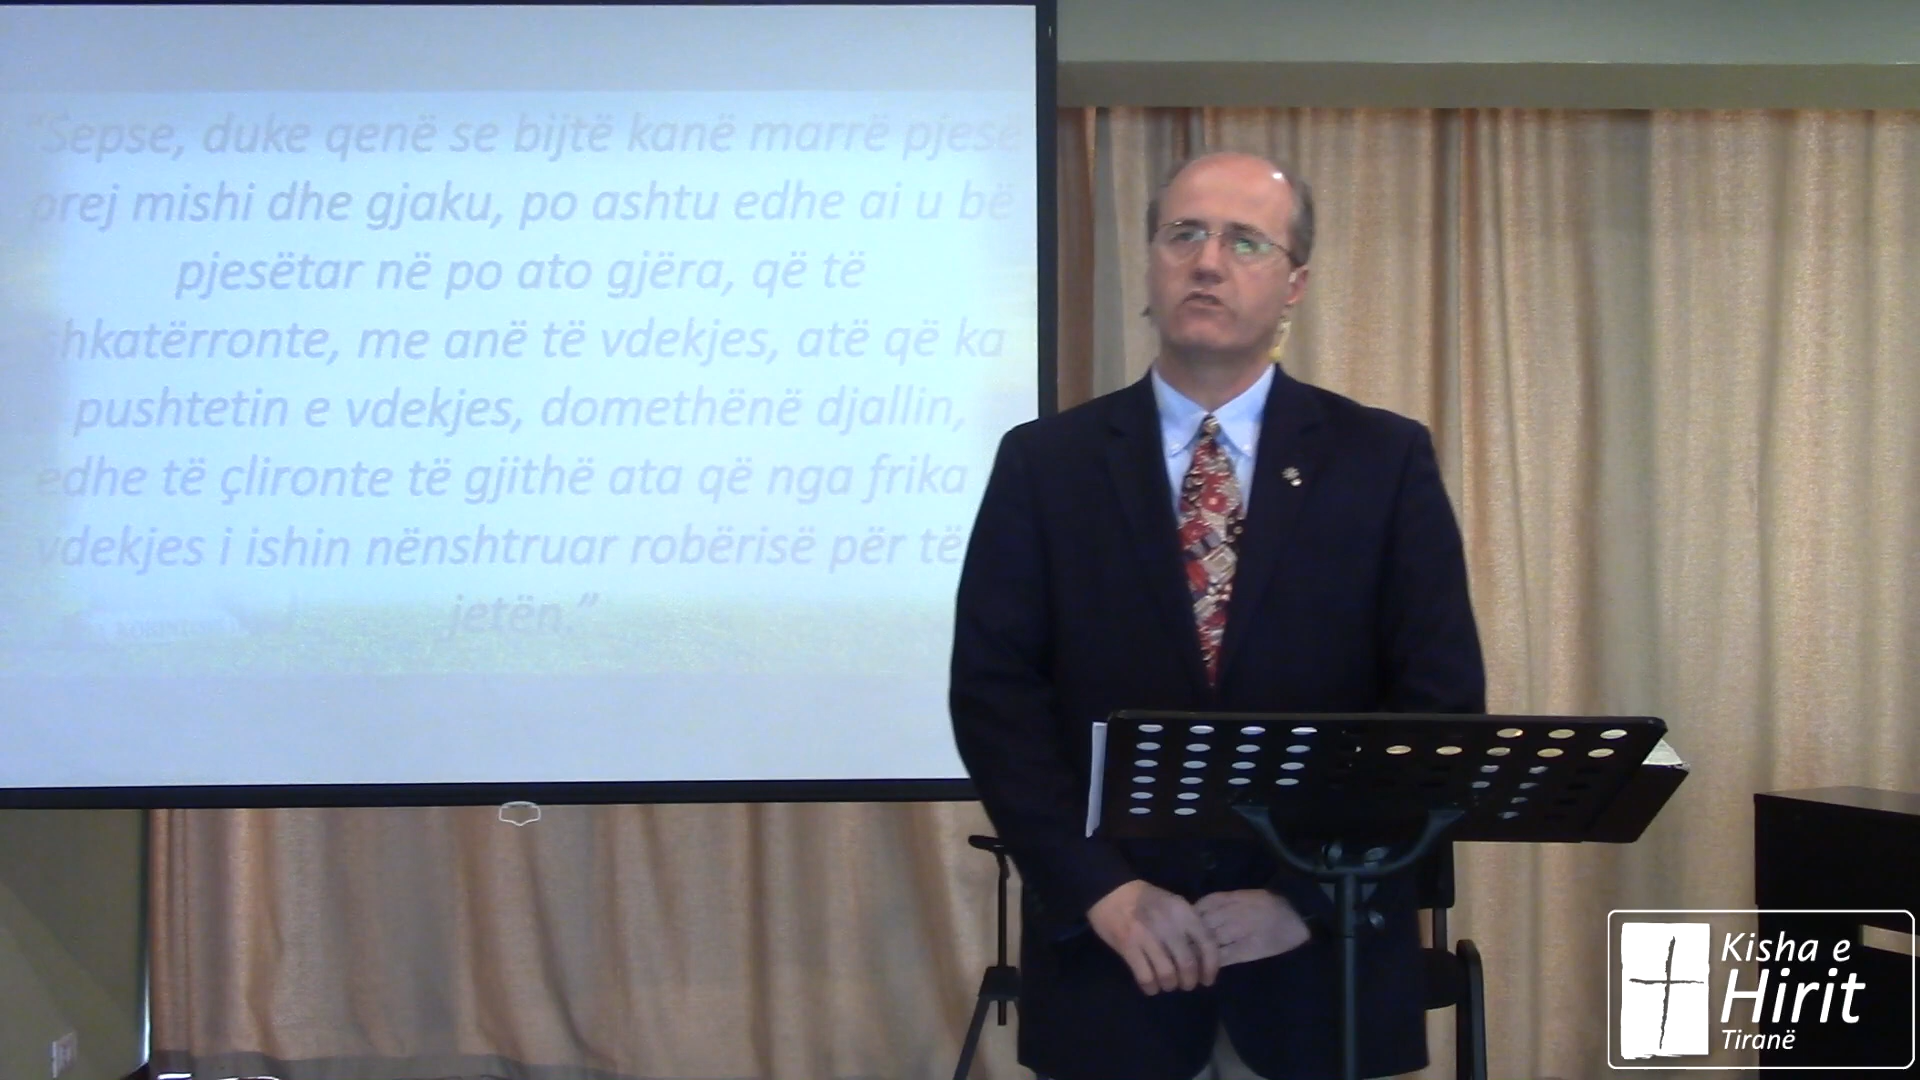 “Sepse, duke qenë se bijtë kanë marrë pjesë
prej mishi dhe gjaku, po ashtu edhe ai u bë
pjesëtar në po ato gjëra, që të
shkatërronte, me anë të vdekjes, atë që ka
pushtetin e vdekjes, domethënë djallin,
edhe të çlironte të gjithë ata që nga frika
vdekjes i ishin nënshtruar robërisë për të
jetën.”
Kisha e
Hirit
Tiranë